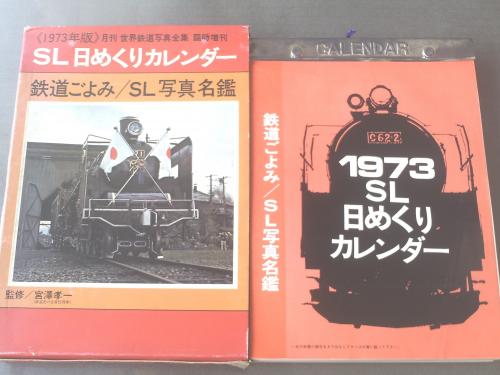 《1973年版》月刊 世界鉄道写真全集 臨時増刊
SL日めくりカレンダー
鉄道ごよみ/SL写真名鑑
監修/宮澤孝一
CALENDAR
鉄道ごよみ/SL写真名鑑
C62 2
1973
SL
日めくり
カレンダー